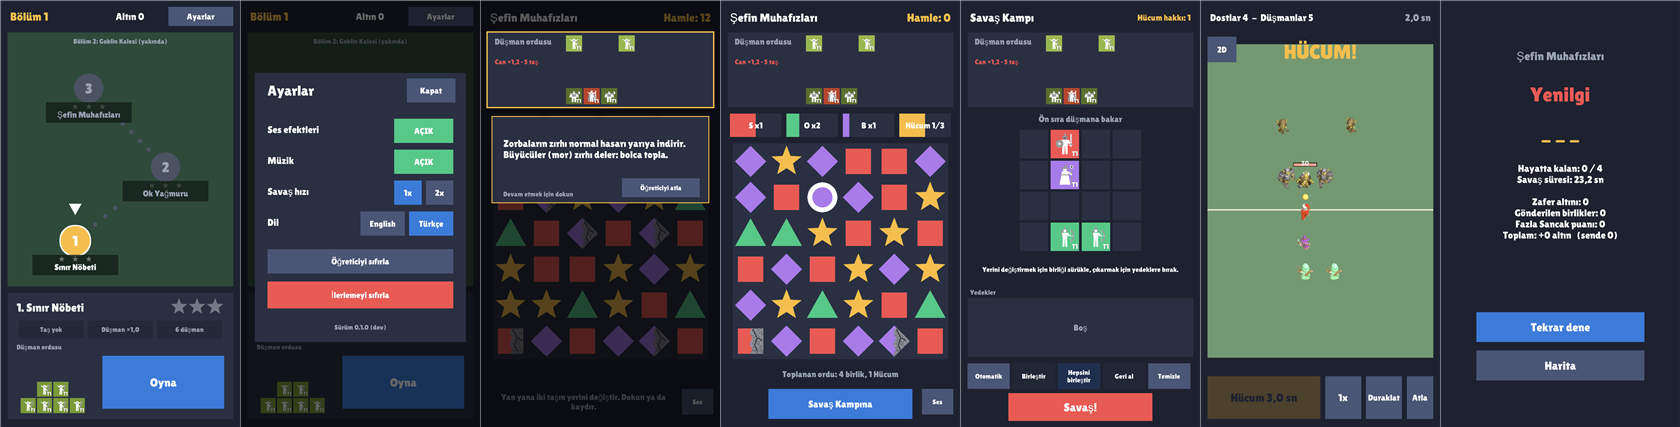 Bölüm 1
Altın 0
Ayarlar
Bölüm 2: Goblin Kalesi (yakında)
3
Şefin Muhafızları
2
Ok Yağmuru
1
Sınır Nöbeti
1. Sınır Nöbeti
Taş yok
Düşman ×1,0
6 düşman
Düşman ordusu
Oyna
Bölüm 1
Altın 0
Ayarlar
Bölüm 2: Goblin Kalesi (yakında)
Ayarlar
Kapat
Ses efektleri
AÇIK
Müzik
AÇIK
Savaş hızı
1x
2x
Dil
English
Türkçe
Öğreticiyi sıfırla
İlerlemeyi sıfırla
Sürüm 0.1.0 (dev)
Düşman ordusu
Oyna
Şefin Muhafızları
Hamle: 12
Düşman ordusu
Can ×1,2 · 5 taş
Zorbaların zırhı normal hasarı yarıya indirir.
Büyücüler (mor) zırhı deler: bolca topla.
Devam etmek için dokun
Öğreticiyi atla
Yan yana iki taşın yerini değiştir. Dokun ya da
kaydır.
Ses
Şefin Muhafızları
Hamle: 0
Düşman ordusu
Can ×1,2 · 5 taş
S x1
O x2
B x1
Hücum 1/3
Toplanan ordu: 4 birlik, 1 Hücum
Savaş Kampına
Ses
Savaş Kampı
Hücum hakkı: 1
Düşman ordusu
Can ×1,2 · 5 taş
Ön sıra düşmana bakar
T1
T1
T1
T1
Yerini değiştirmek için birliği sürükle, çıkarmak için yedeklere bırak.
Yedekler
Boş
Otomatik
Birleştir
Hepsini
birleştir
Geri al
Temizle
Savaş!
Dostlar 4 – Düşmanlar 5
2,0 sn
2D
HÜCUM!
Hücum 3,0 sn
1x
Duraklat
Atla
Şefin Muhafızları
Yenilgi
Hayatta kalan: 0 / 4
Savaş süresi: 23,2 sn
Zafer altını: 0
Gönderilen birlikler: 0
Fazla Sancak puanı: 0
Toplam: +0 altın (sende 0)
Tekrar dene
Harita